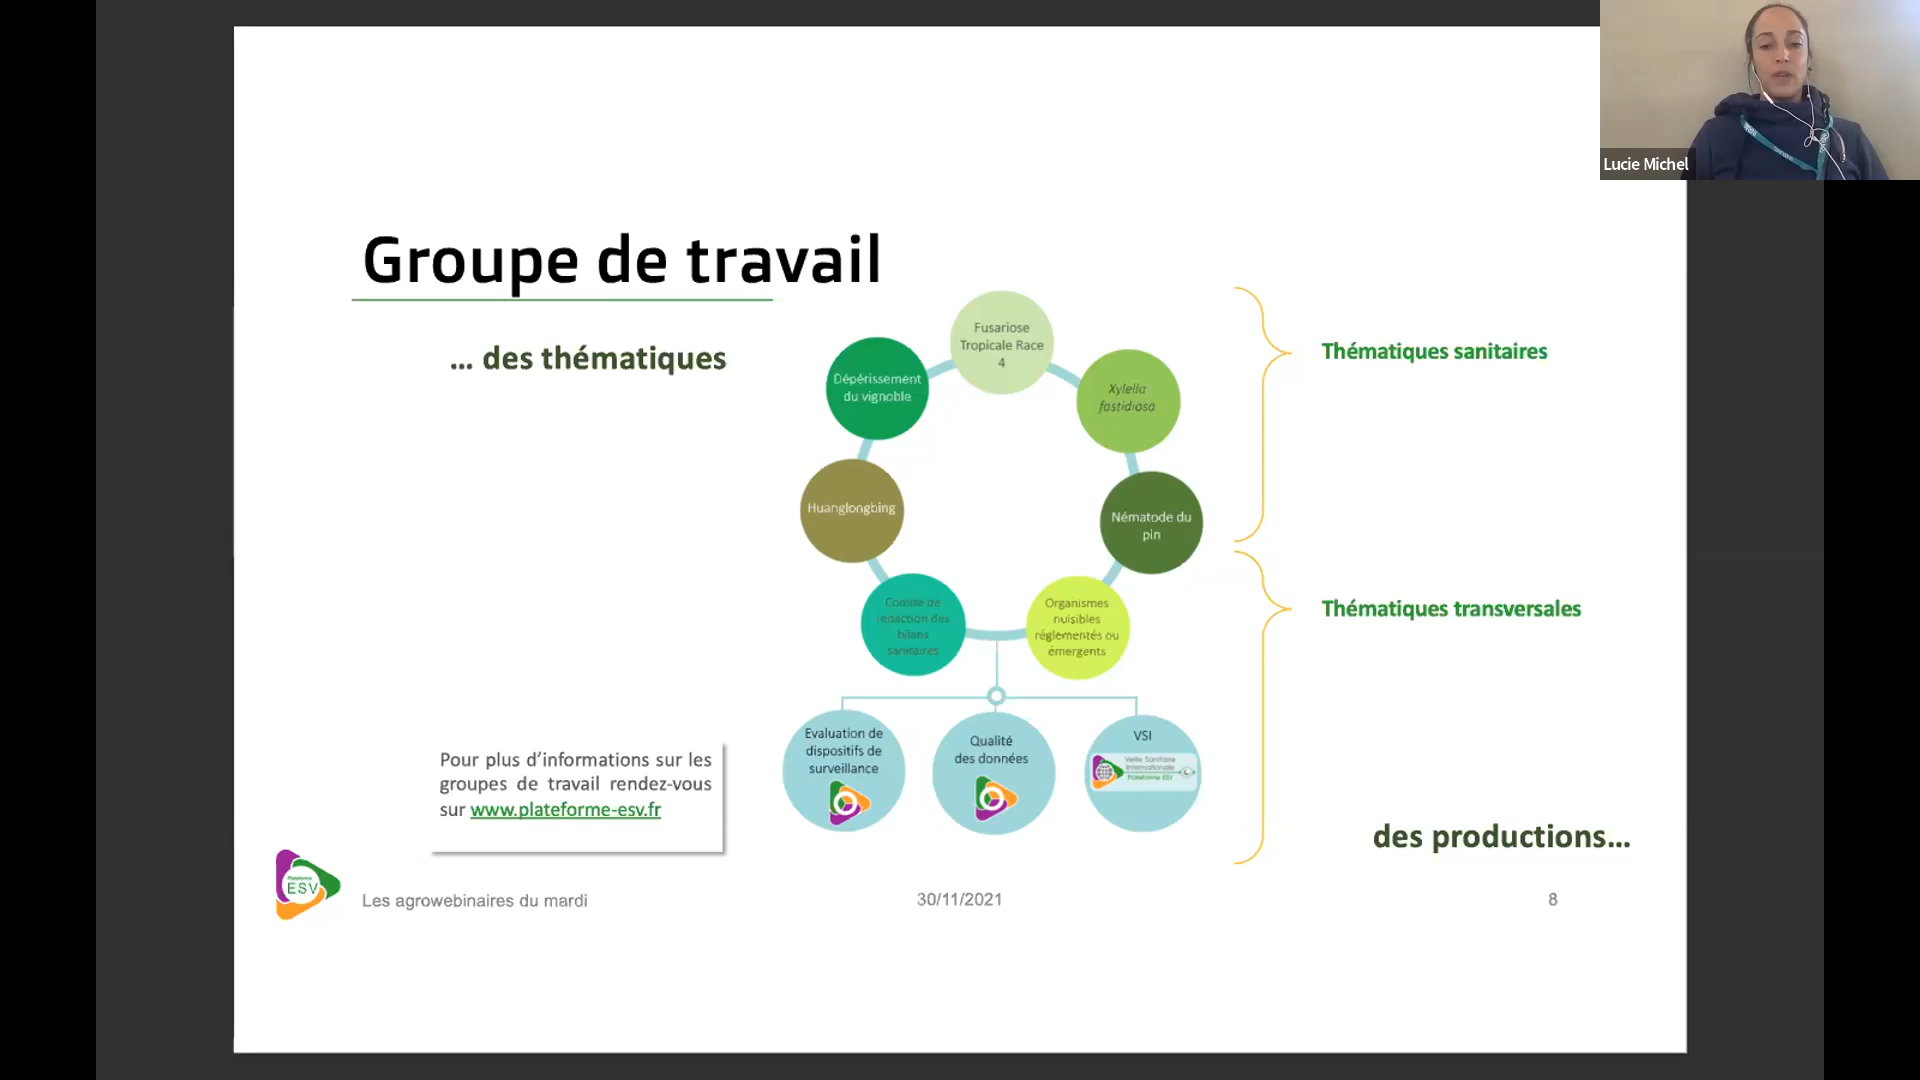 Lucie Michel
Groupe de travail
... des thématiques
Fusariose
Tropicale Race
4
Dépérissement
du vignoble
Xylella
fastidiosa
Huanglongbing
Nématode du
pin
Comité de
rédaction des
bilans
sanitaires
Organismes
nuisibles
réglementés ou
émergents
Evaluation de
dispositifs de
surveillance
Qualité
des données
VSI
Veille Sanitaire
Internationale
Plateforme ESV
Thématiques sanitaires
Thématiques transversales
des productions...
Pour plus d’informations sur les
groupes de travail rendez-vous
sur www.plateforme-esv.fr
Plateforme
ESV
Les agrowebinaires du mardi
30/11/2021
8